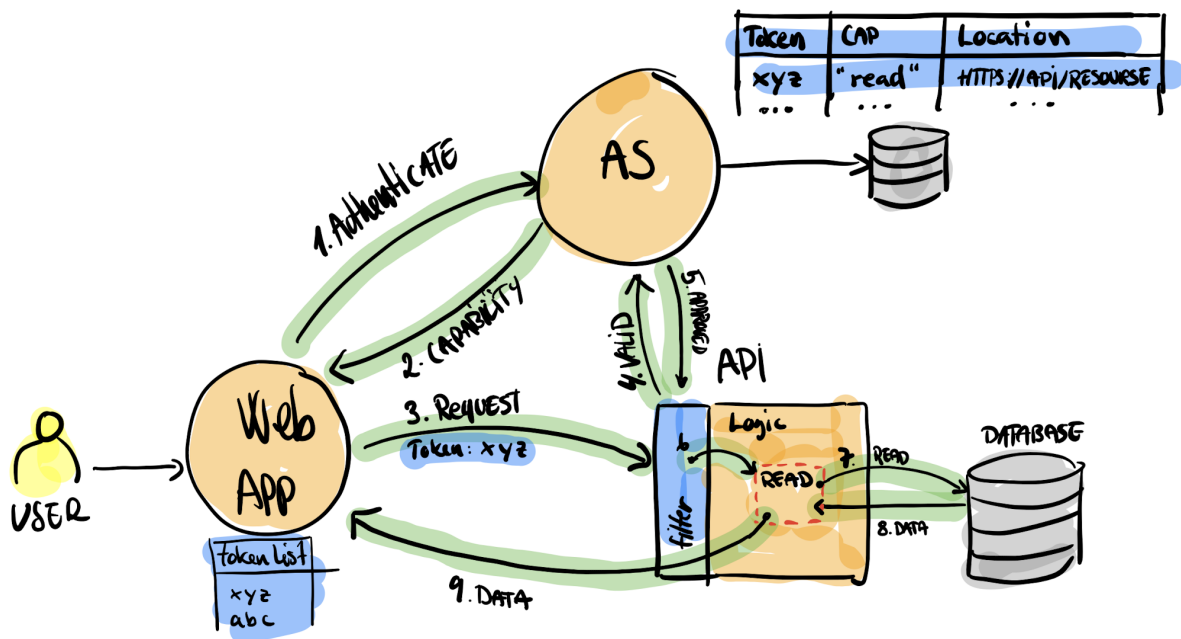 Token CAP Location
xyz "read" HTTPS://API/RESOURSE
... ... ...
AS
1. AUthentiCATE
2. CAPABiliTY
4. VALiD
5. APPROVED
API
Web
App
USER
3. ReQUEST
Token: xyz
filter
6
Logic
READ
7. READ
8. DATA
DATABASE
9. DATA
Token List
xyz
abc